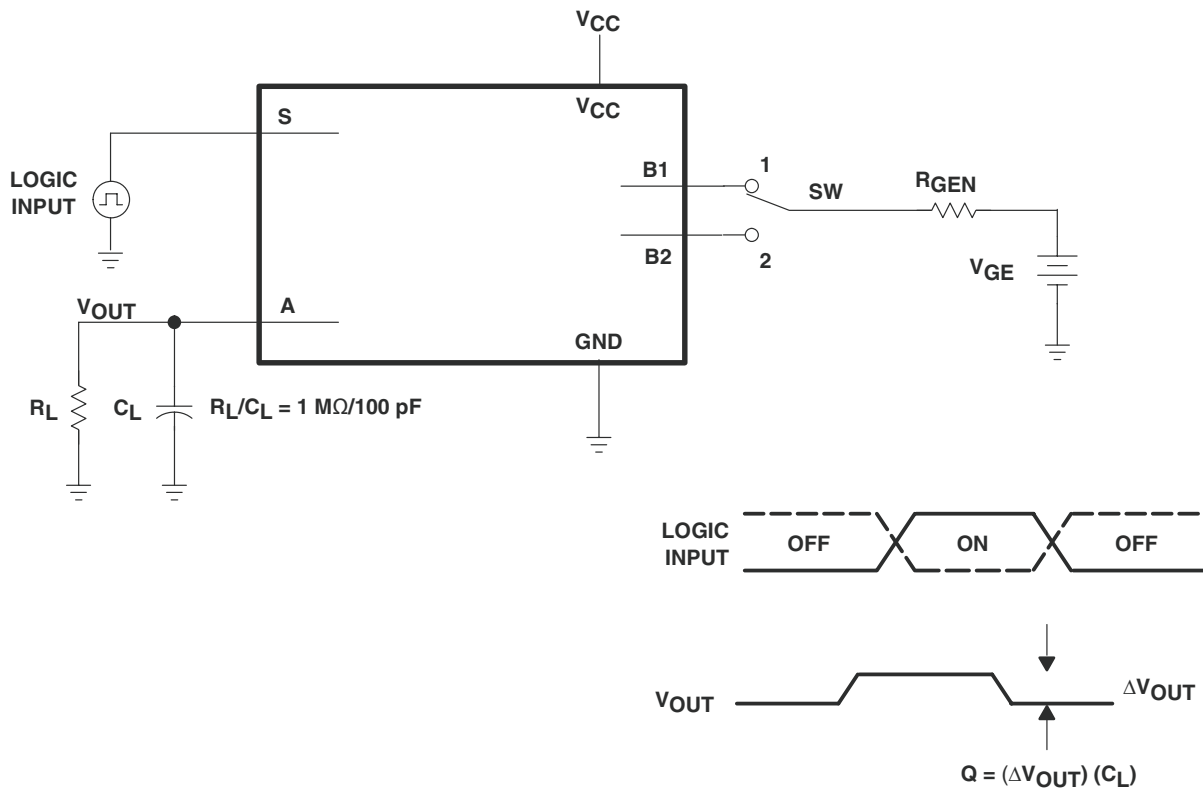 VCC
VCC
S
LOGIC
INPUT
B1
1
SW
RGEN
B2
2
VGE
VOUT
A
GND
RL
CL
RL/CL = 1 MΩ/100 pF
LOGIC
INPUT
OFF
ON
OFF
VOUT
ΔVOUT
Q = (ΔVOUT) (CL)